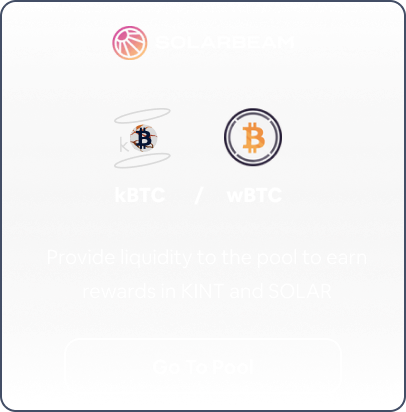 SOLARBEAM
kBTC / wBTC
Provide liquidity to the pool to earn
rewards in KINT and SOLAR
Go To Pool